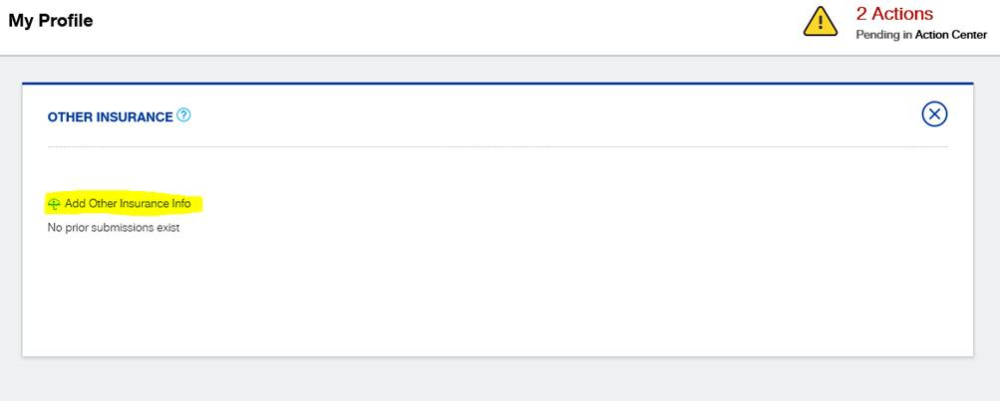 My Profile
2 Actions
Pending in Action Center
OTHER INSURANCE ?
Add Other Insurance Info
No prior submissions exist